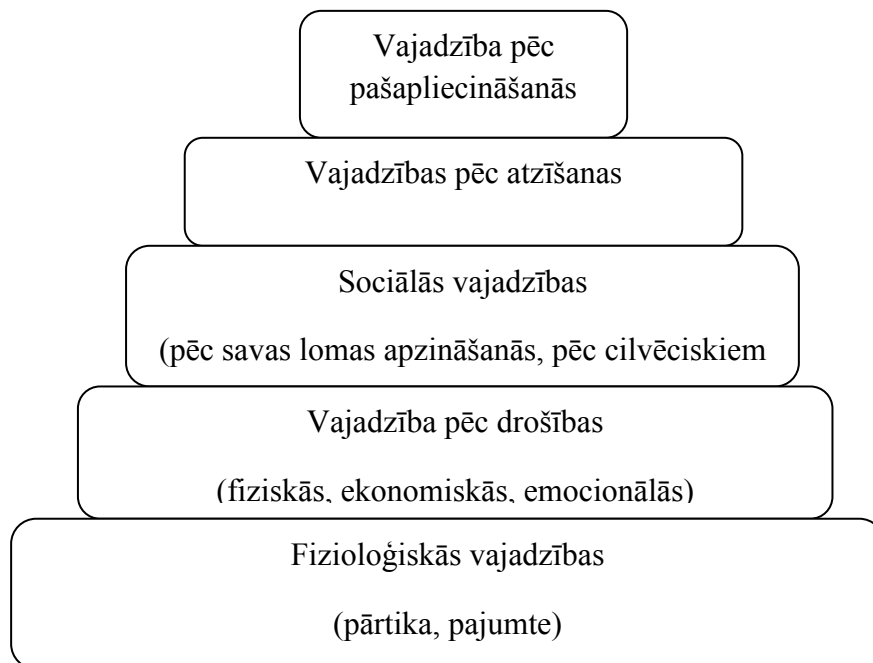 Vajadzība pēc
pašapliecināšanās
Vajadzības pēc atzīšanas
Sociālās vajadzības
(pēc savas lomas apzināšanās, pēc cilvēciskiem
Vajadzība pēc drošības
(fiziskās, ekonomiskās, emocionālās)
Fizioloģiskās vajadzības
(pārtika, pajumte)